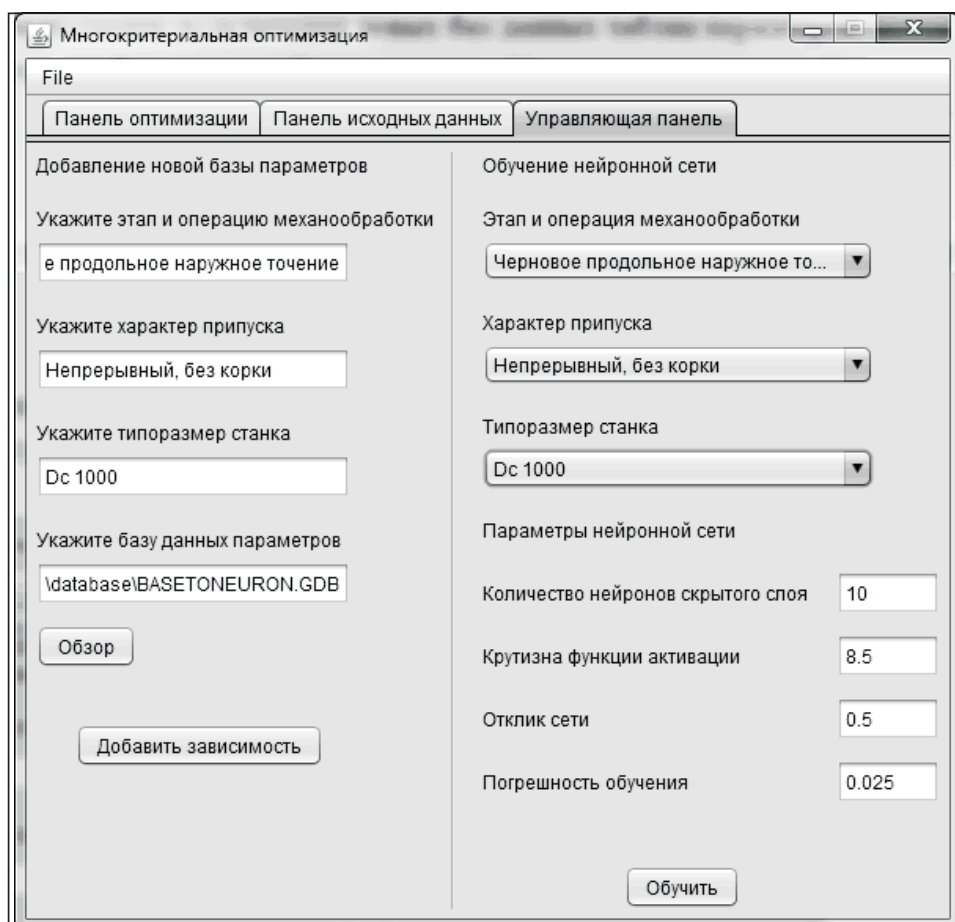 Многокритериальная оптимизация
File
Панель оптимизации
Панель исходных данных
Управляющая панель
Добавление новой базы параметров
Укажите этап и операцию механообработки
е продольное наружное точение
Укажите характер припуска
Непрерывный, без корки
Укажите типоразмер станка
Dc 1000
Укажите базу данных параметров
\database\BASETONEURON.GDB
Обзор
Добавить зависимость
Обучение нейронной сети
Этап и операция механообработки
Черновое продольное наружное то...
Характер припуска
Непрерывный, без корки
Типоразмер станка
Dc 1000
Параметры нейронной сети
Количество нейронов скрытого слоя 10
Крутизна функции активации 8.5
Отклик сети 0.5
Погрешность обучения 0.025
Обучить